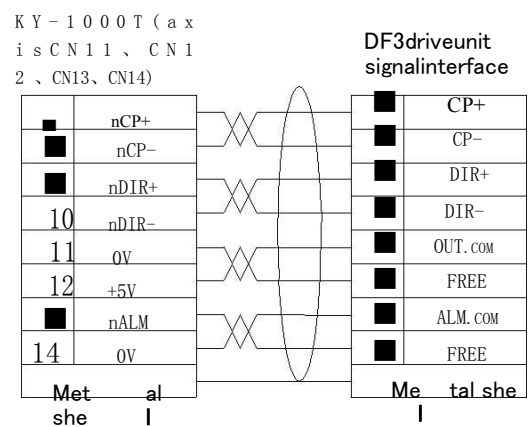 KY-1000T(ax
isCN11、CN1
2、CN13、CN14)
DF3driveunit
signalinterface
nCP+
nCP-
nDIR+
10 nDIR-
11 0V
12 +5V
nALM
14 0V
Met al
she l
CP+
CP-
DIR+
DIR-
OUT.COM
FREE
ALM.COM
FREE
Me tal she
l